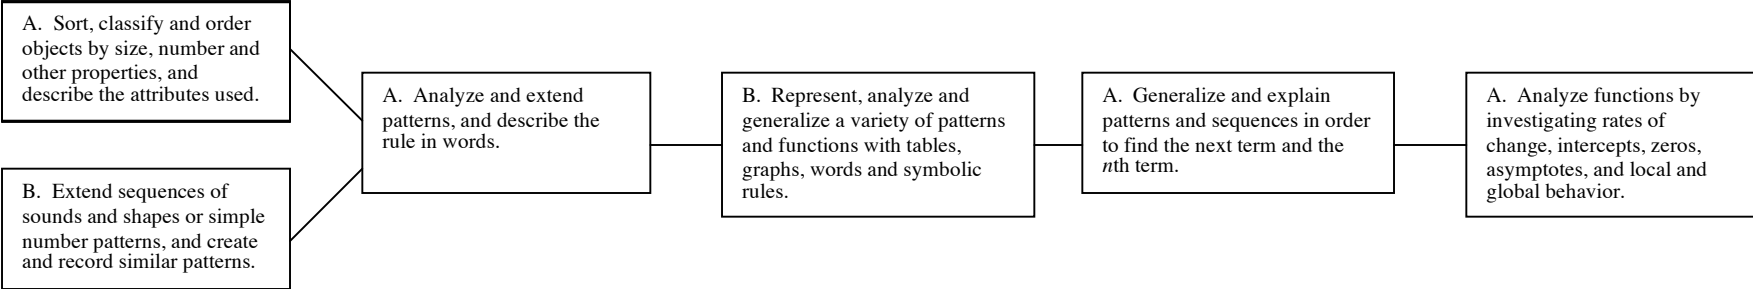 A. Sort, classify and order
objects by size, number and
other properties, and
describe the attributes used.
B. Extend sequences of
sounds and shapes or simple
number patterns, and create
and record similar patterns.
A. Analyze and extend
patterns, and describe the
rule in words.
B. Represent, analyze and
generalize a variety of patterns
and functions with tables,
graphs, words and symbolic
rules.
A. Generalize and explain
patterns and sequences in order
to find the next term and the
nth term.
A. Analyze functions by
investigating rates of
change, intercepts, zeros,
asymptotes, and local and
global behavior.